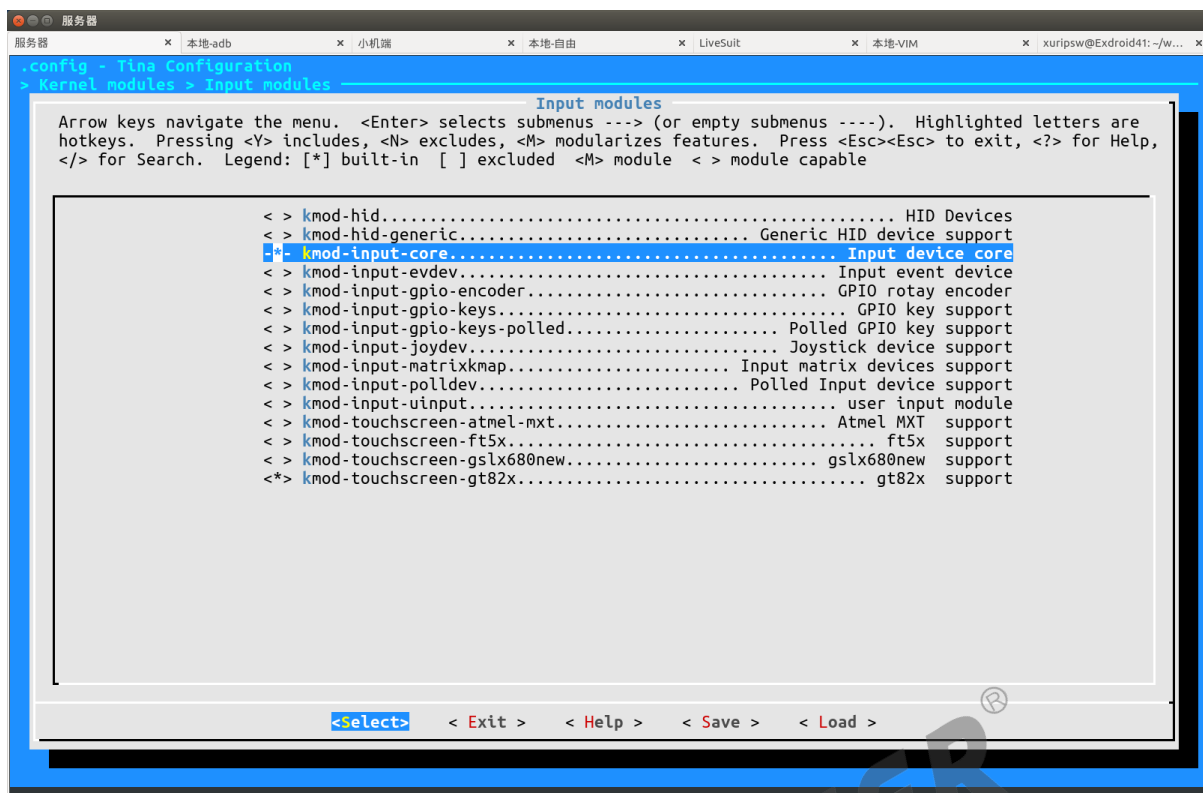 服务器
服务器 × 本地-adb × 小机端 × 本地-自由 × LiveSuit × 本地-VIM × xuripsw@Exdroid41: ~/w... ×
.config - Tina Configuration
> Kernel modules > Input modules
Input modules
Arrow keys navigate the menu.  <Enter> selects submenus ---> (or empty submenus ----).  Highlighted letters are
hotkeys.  Pressing <Y> includes, <N> excludes, <M> modularizes features.  Press <Esc><Esc> to exit, <?> for Help,
</> for Search.  Legend: [*] built-in  [ ] excluded  <M> module  < > module capable
< > kmod-hid..................................................... HID Devices
< > kmod-hid-generic.............................. Generic HID device support
-*- kmod-input-core........................................ Input device core
< > kmod-input-evdev...................................... Input event device
< > kmod-input-gpio-encoder............................... GPIO rotay encoder
< > kmod-input-gpio-keys.................................... GPIO key support
< > kmod-input-gpio-keys-polled...................... Polled GPIO key support
< > kmod-input-joydev................................ Joystick device support
< > kmod-input-matrixkmap....................... Input matrix devices support
< > kmod-input-polldev........................... Polled Input device support
< > kmod-input-uinput...................................... user input module
< > kmod-touchscreen-atmel-mxt............................ Atmel MXT  support
< > kmod-touchscreen-ft5x...................................... ft5x  support
< > kmod-touchscreen-gslx680new.......................... gslx680new  support
<*> kmod-touchscreen-gt82x.................................... gt82x  support
<Select>    < Exit >    < Help >    < Save >    < Load >